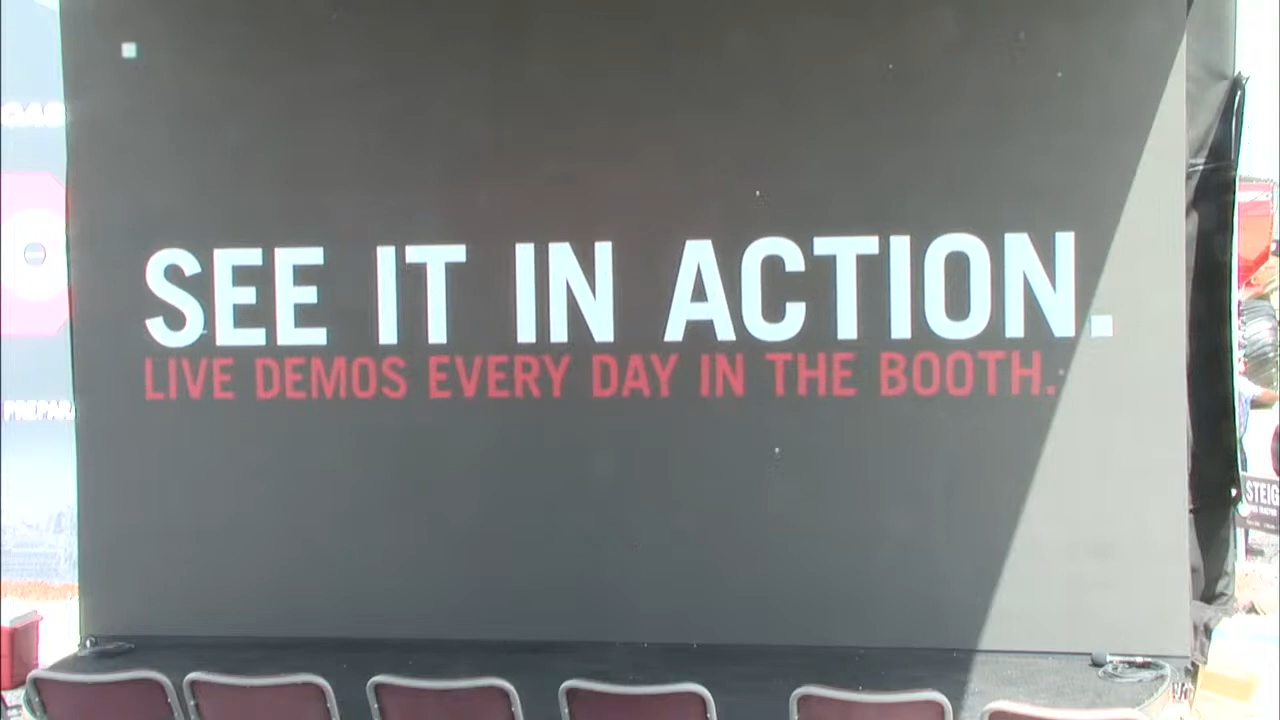 SEE IT IN ACTION.
LIVE DEMOS EVERY DAY IN THE BOOTH.
STEIG